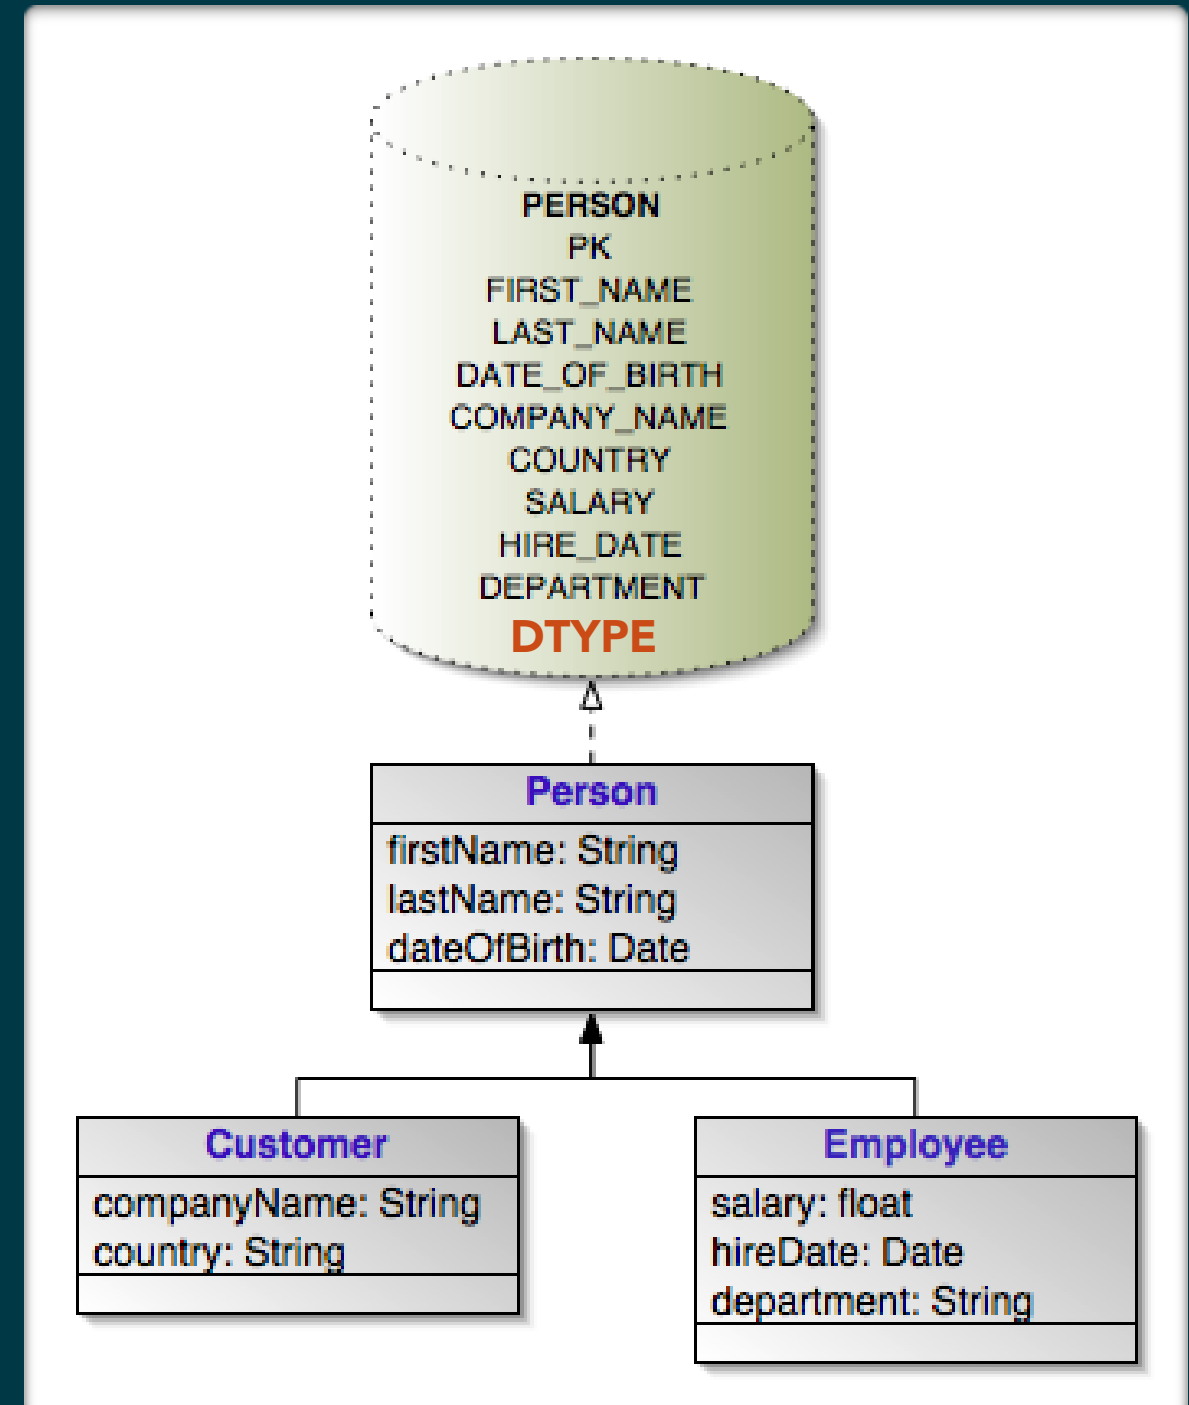 PERSON
PK
FIRST_NAME
LAST_NAME
DATE_OF_BIRTH
COMPANY_NAME
COUNTRY
SALARY
HIRE_DATE
DEPARTMENT
DTYPE
Person
firstName: String
lastName: String
dateOfBirth: Date
Customer
companyName: String
country: String
Employee
salary: float
hireDate: Date
department: String